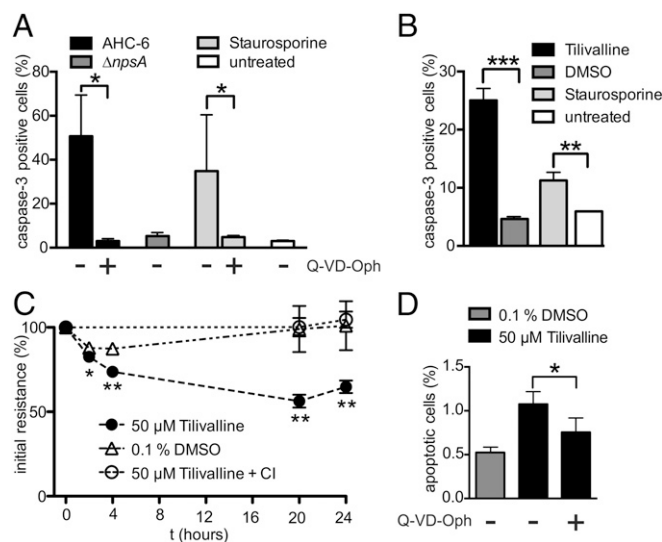 A
AHC-6
ΔnpsA
Staurosporine
untreated
caspase-3 positive cells (%)
80
60
40
20
0
*
*
- + - - + - Q-VD-Oph
B
Tilivalline
DMSO
Staurosporine
untreated
caspase-3 positive cells (%)
30
20
10
0
***
**
C
initial resistance (%)
100
50
0
* ** ** **
50 µM Tilivalline
0.1 % DMSO
50 µM Tilivalline + CI
0 4 8 12 16 20 24
t (hours)
D
0.1 % DMSO
50 µM Tilivalline
apoptotic cells (%)
1.5
1.0
0.5
0.0
*
Q-VD-Oph - - +